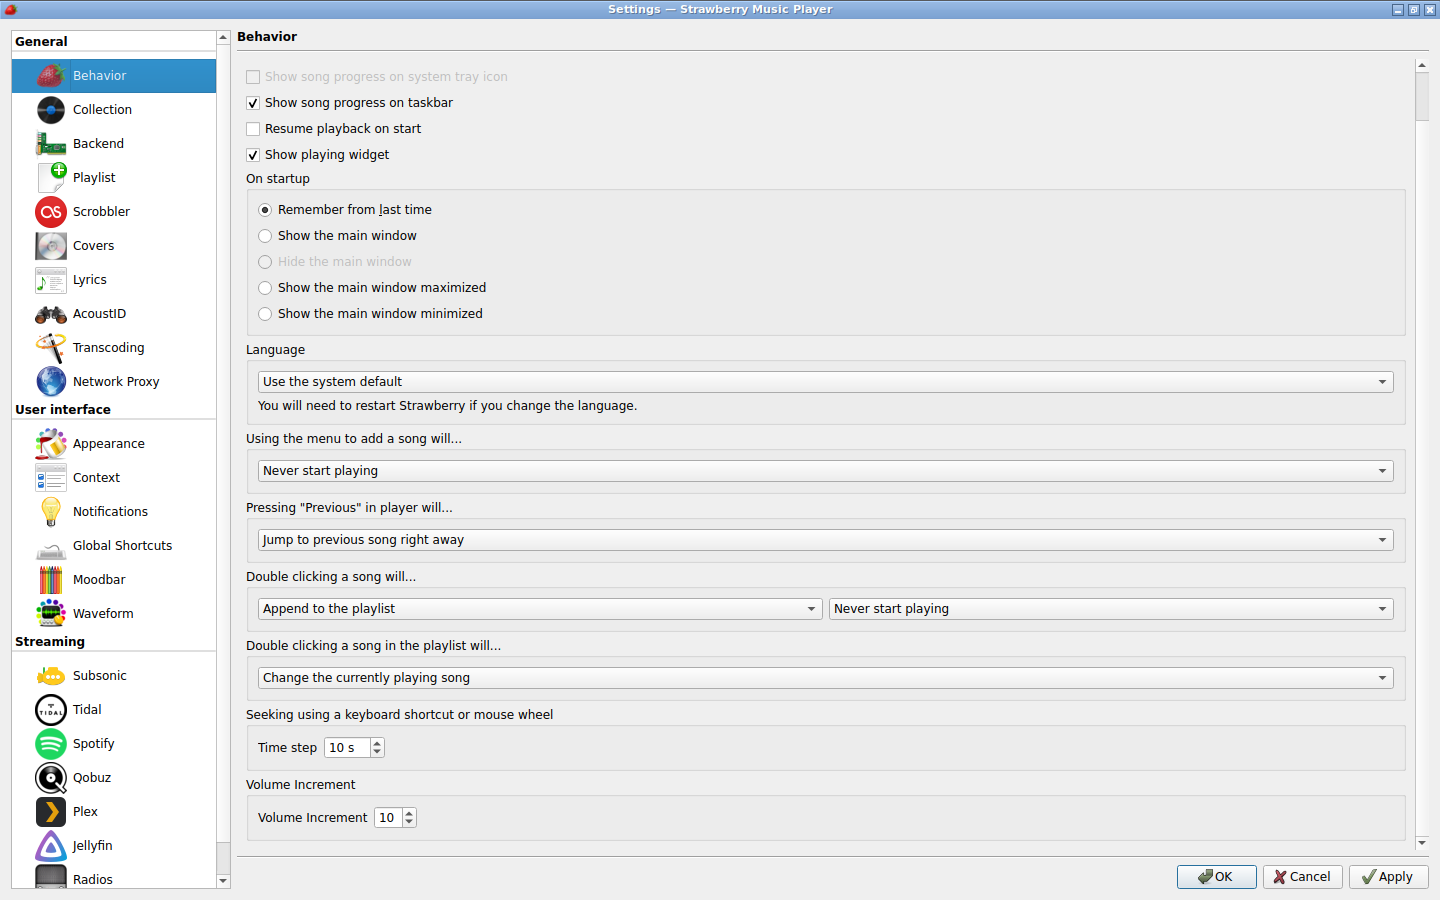 Settings — Strawberry Music Player
General
Behavior
Collection
Backend
Playlist
Scrobbler
Covers
Lyrics
AcoustID
Transcoding
Network Proxy
User interface
Appearance
Context
Notifications
Global Shortcuts
Moodbar
Waveform
Streaming
Subsonic
TIDAL
Tidal
Spotify
Qobuz
Plex
Jellyfin
Radios
Behavior
Show song progress on system tray icon
Show song progress on taskbar
Resume playback on start
Show playing widget
On startup
Remember from last time
Show the main window
Hide the main window
Show the main window maximized
Show the main window minimized
Language
Use the system default
You will need to restart Strawberry if you change the language.
Using the menu to add a song will...
Never start playing
Pressing "Previous" in player will...
Jump to previous song right away
Double clicking a song will...
Append to the playlist Never start playing
Double clicking a song in the playlist will...
Change the currently playing song
Seeking using a keyboard shortcut or mouse wheel
Time step 10 s
Volume Increment
Volume Increment 10
OK Cancel Apply